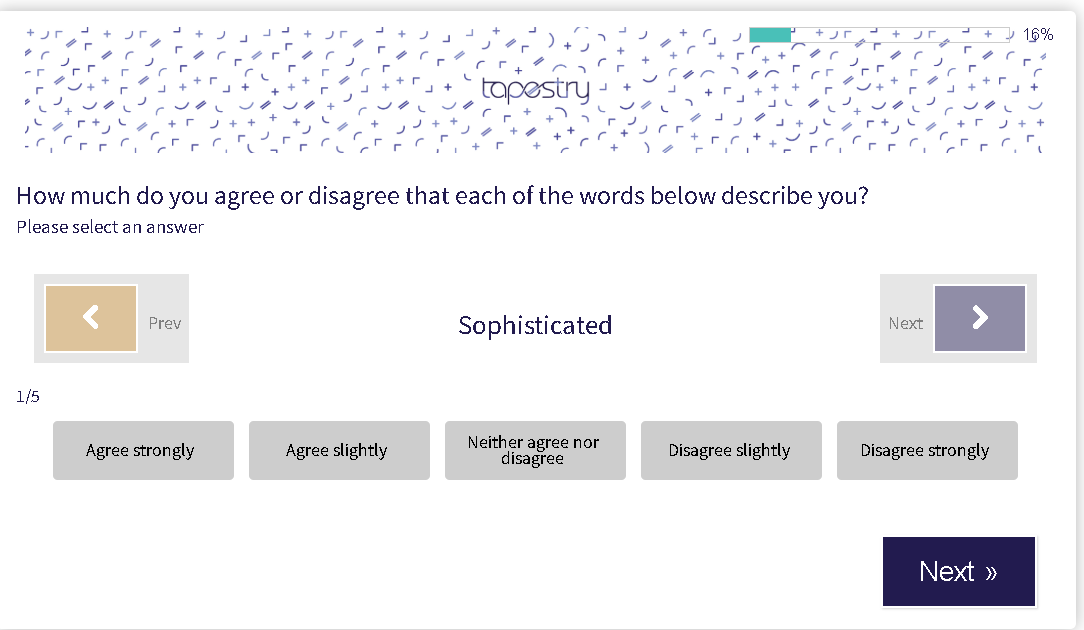 16%
tapestry
How much do you agree or disagree that each of the words below describe you?
Please select an answer
Prev
Sophisticated
Next
1/5
Agree strongly
Agree slightly
Neither agree nor
disagree
Disagree slightly
Disagree strongly
Next »